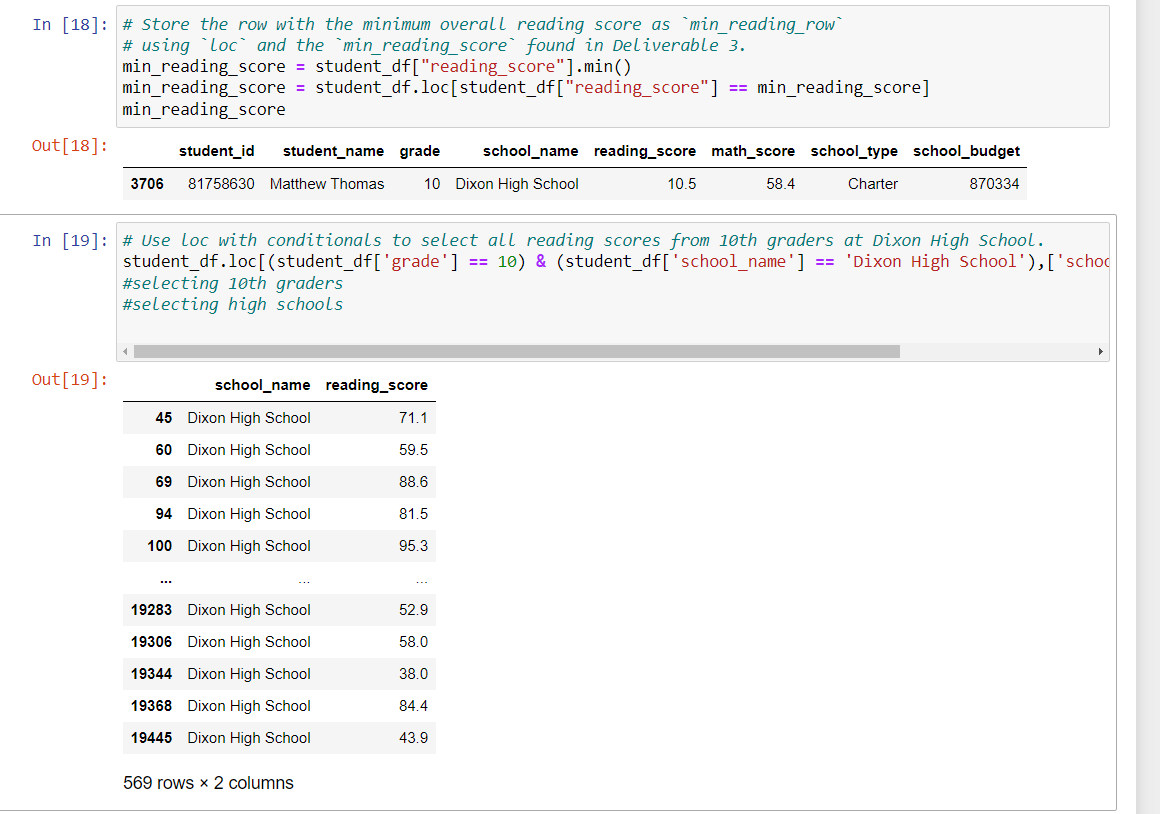 In [18]:
# Store the row with the minimum overall reading score as `min_reading_row`
# using `loc` and the `min_reading_score` found in Deliverable 3.
min_reading_score = student_df["reading_score"].min()
min_reading_score = student_df.loc[student_df["reading_score"] == min_reading_score]
min_reading_score
Out[18]:
student_id student_name grade school_name reading_score math_score school_type school_budget
3706 81758630 Matthew Thomas 10 Dixon High School 10.5 58.4 Charter 870334
In [19]:
# Use loc with conditionals to select all reading scores from 10th graders at Dixon High School.
student_df.loc[(student_df['grade'] == 10) & (student_df['school_name'] == 'Dixon High School'),['schoo
#selecting 10th graders
#selecting high schools
Out[19]:
school_name reading_score
45 Dixon High School 71.1
60 Dixon High School 59.5
69 Dixon High School 88.6
94 Dixon High School 81.5
100 Dixon High School 95.3
... ... ...
19283 Dixon High School 52.9
19306 Dixon High School 58.0
19344 Dixon High School 38.0
19368 Dixon High School 84.4
19445 Dixon High School 43.9
569 rows × 2 columns